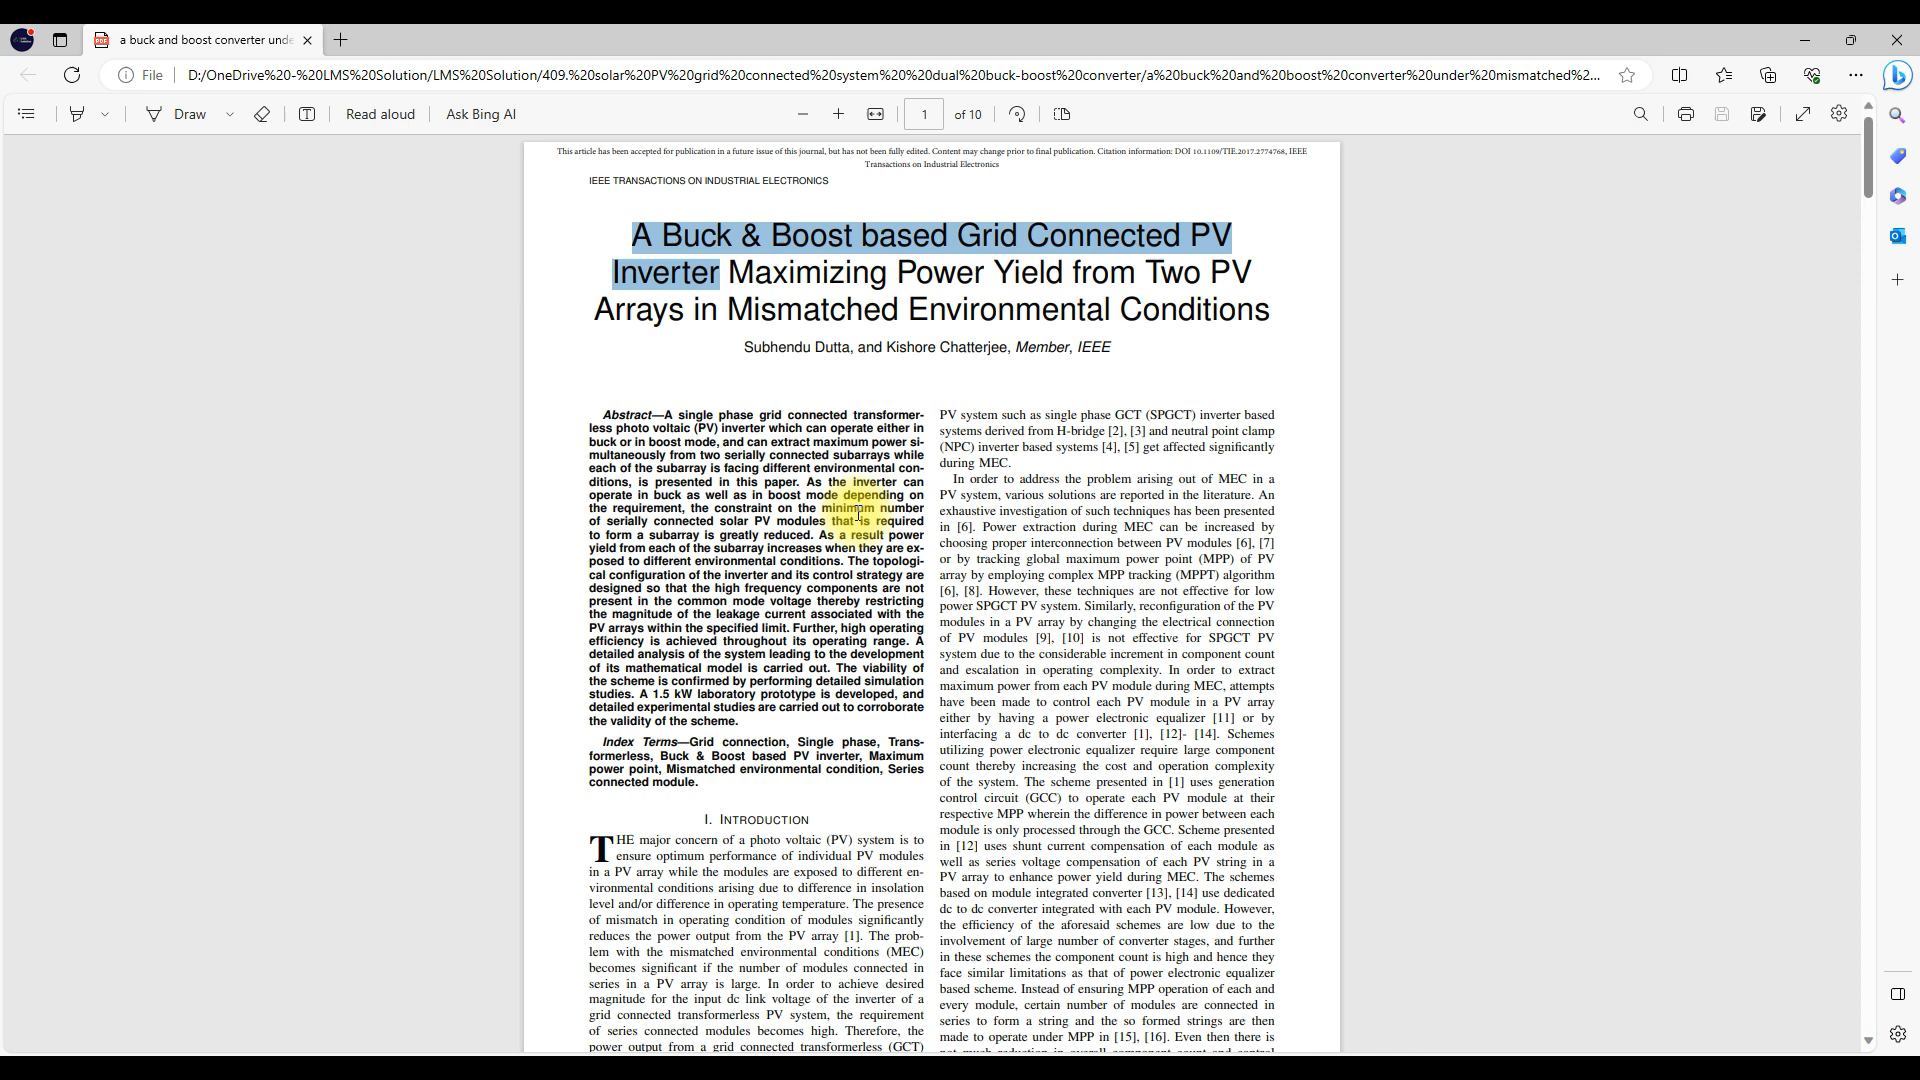 a buck and boost converter unde
File
D:/OneDrive%20-%20LMS%20Solution/LMS%20Solution/409.%20solar%20PV%20grid%20connected%20system%20%20dual%20buck-boost%20converter/a%20buck%20and%20boost%20converter%20under%20mismatched%2...
Draw
Read aloud
Ask Bing AI
1
of 10
This article has been accepted for publication in a future issue of this journal, but has not been fully edited. Content may change prior to final publication. Citation information: DOI 10.1109/TIE.2017.2774768, IEEE
Transactions on Industrial Electronics
IEEE TRANSACTIONS ON INDUSTRIAL ELECTRONICS
A Buck & Boost based Grid Connected PV
Inverter Maximizing Power Yield from Two PV
Arrays in Mismatched Environmental Conditions
Subhendu Dutta, and Kishore Chatterjee, Member, IEEE
Abstract—A single phase grid connected transformer-
less photo voltaic (PV) inverter which can operate either in
buck or in boost mode, and can extract maximum power si-
multaneously from two serially connected subarrays while
each of the subarray is facing different environmental con-
ditions, is presented in this paper. As the inverter can
operate in buck as well as in boost mode depending on
the requirement, the constraint on the minimum number
of serially connected solar PV modules that is required
to form a subarray is greatly reduced. As a result power
yield from each of the subarray increases when they are ex-
posed to different environmental conditions. The topologi-
cal configuration of the inverter and its control strategy are
designed so that the high frequency components are not
present in the common mode voltage thereby restricting
the magnitude of the leakage current associated with the
PV arrays within the specified limit. Further, high operating
efficiency is achieved throughout its operating range. A
detailed analysis of the system leading to the development
of its mathematical model is carried out. The viability of
the scheme is confirmed by performing detailed simulation
studies. A 1.5 kW laboratory prototype is developed, and
detailed experimental studies are carried out to corroborate
the validity of the scheme.
Index Terms—Grid connection, Single phase, Trans-
formerless, Buck & Boost based PV inverter, Maximum
power point, Mismatched environmental condition, Series
connected module.
I. INTRODUCTION
THE major concern of a photo voltaic (PV) system is to
ensure optimum performance of individual PV modules
in a PV array while the modules are exposed to different en-
vironmental conditions arising due to difference in insolation
level and/or difference in operating temperature. The presence
of mismatch in operating condition of modules significantly
reduces the power output from the PV array [1]. The prob-
lem with the mismatched environmental conditions (MEC)
becomes significant if the number of modules connected in
series in a PV array is large. In order to achieve desired
magnitude for the input dc link voltage of the inverter of a
grid connected transformerless PV system, the requirement
of series connected modules becomes high. Therefore, the
power output from a grid connected transformerless (GCT)
PV system such as single phase GCT (SPGCT) inverter based
systems derived from H-bridge [2], [3] and neutral point clamp
(NPC) inverter based systems [4], [5] get affected significantly
during MEC.
In order to address the problem arising out of MEC in a
PV system, various solutions are reported in the literature. An
exhaustive investigation of such techniques has been presented
in [6]. Power extraction during MEC can be increased by
choosing proper interconnection between PV modules [6], [7]
or by tracking global maximum power point (MPP) of PV
array by employing complex MPP tracking (MPPT) algorithm
[6], [8]. However, these techniques are not effective for low
power SPGCT PV system. Similarly, reconfiguration of the PV
modules in a PV array by changing the electrical connection
of PV modules [9], [10] is not effective for SPGCT PV
system due to the considerable increment in component count
and escalation in operating complexity. In order to extract
maximum power from each PV module during MEC, attempts
have been made to control each PV module in a PV array
either by having a power electronic equalizer [11] or by
interfacing a dc to dc converter [1], [12]- [14]. Schemes
utilizing power electronic equalizer require large component
count thereby increasing the cost and operation complexity
of the system. The scheme presented in [1] uses generation
control circuit (GCC) to operate each PV module at their
respective MPP wherein the difference in power between each
module is only processed through the GCC. Scheme presented
in [12] uses shunt current compensation of each module as
well as series voltage compensation of each PV string in a
PV array to enhance power yield during MEC. The schemes
based on module integrated converter [13], [14] use dedicated
dc to dc converter integrated with each PV module. However,
the efficiency of the aforesaid schemes are low due to the
involvement of large number of converter stages, and further
in these schemes the component count is high and hence they
face similar limitations as that of power electronic equalizer
based scheme. Instead of ensuring MPP operation of each and
every module, certain number of modules are connected in
series to form a string and the so formed strings are then
made to operate under MPP in [15], [16]. Even then there is